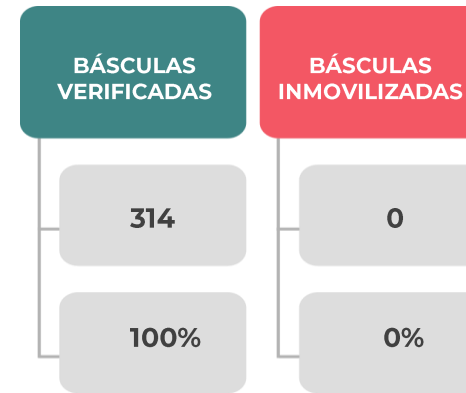 BÁSCULAS
VERIFICADAS
314
100%
BÁSCULAS
INMOVILIZADAS
0
0%